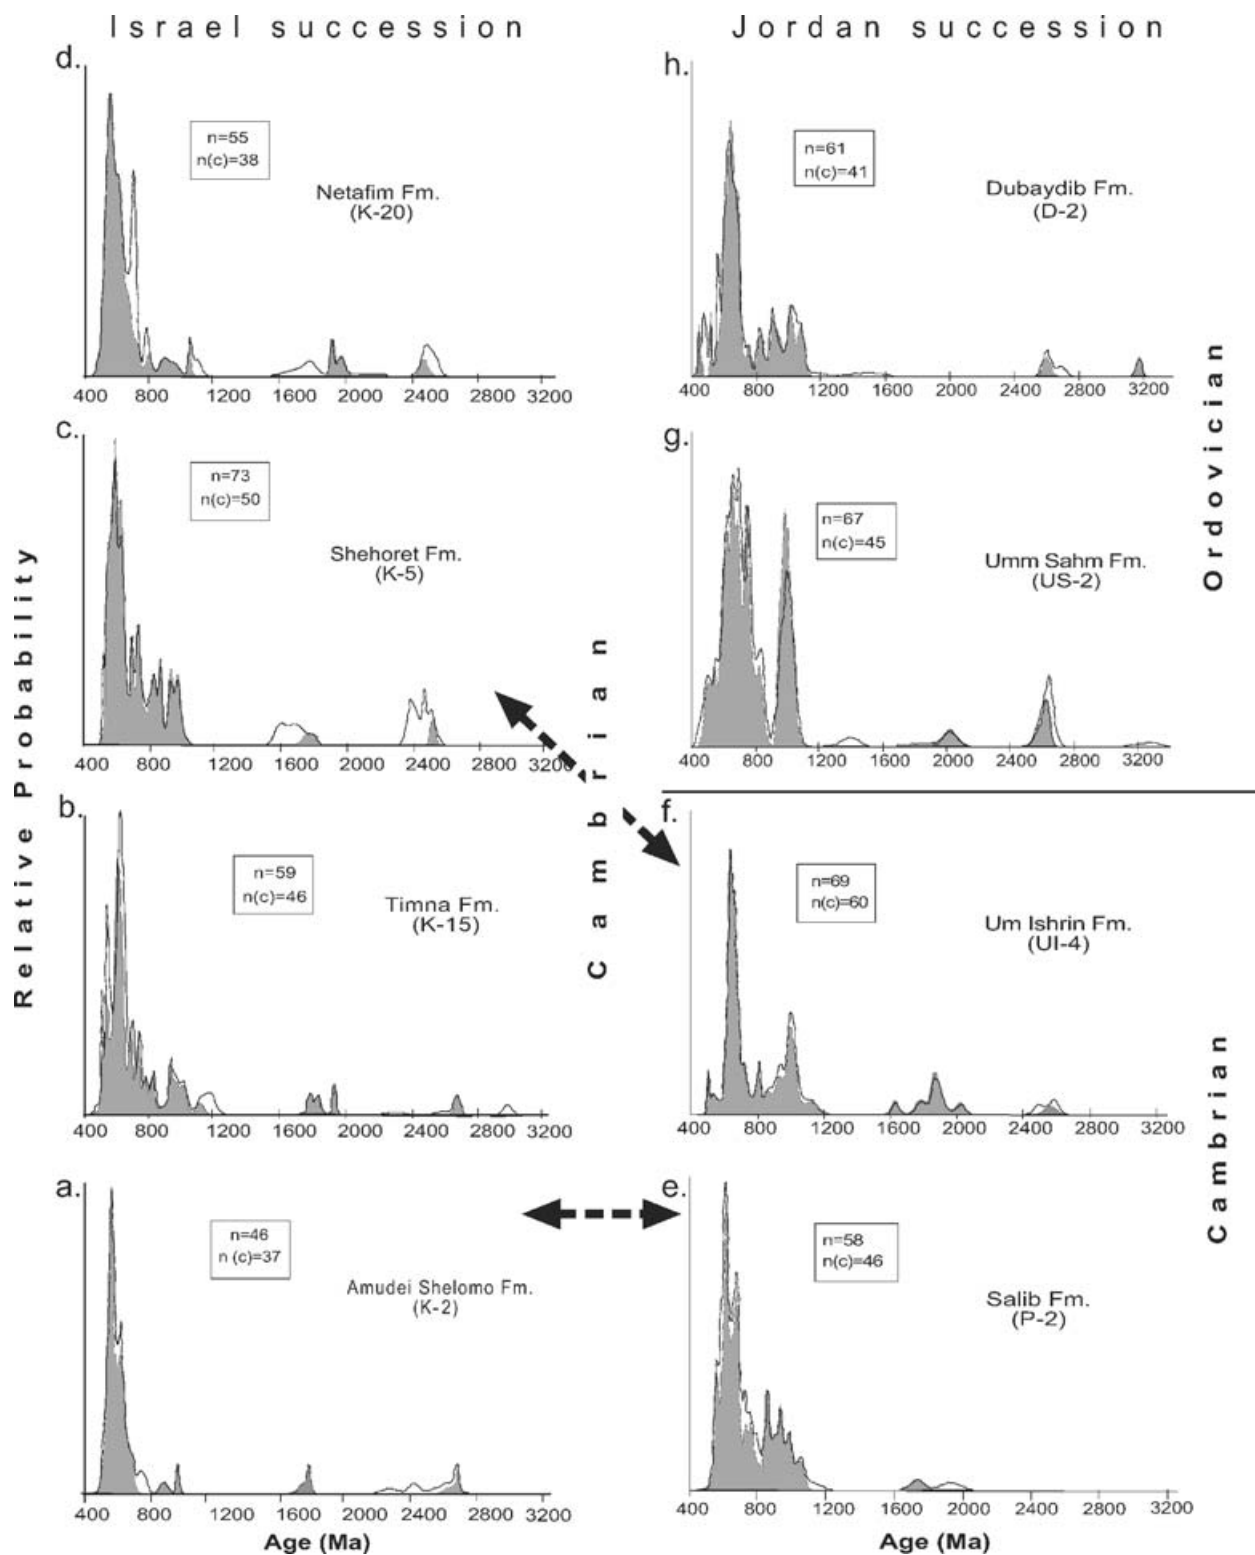 Israel succession
Jordan succession
Relative Probability
d.
n=55
n(c)=38
Netafim Fm.
(K-20)
400 800 1200 1600 2000 2400 2800 3200
c.
n=73
n(c)=50
Shehoret Fm.
(K-5)
400 800 1200 1600 2000 2400 2800 3200
b.
n=59
n(c)=46
Timna Fm.
(K-15)
400 800 1200 1600 2000 2400 2800 3200
a.
n=46
n (c)=37
Amudei Shelomo Fm.
(K-2)
400 800 1200 1600 2000 2400 2800 3200
Age (Ma)
Cambrian
h.
n=61
n(c)=41
Dubaydib Fm.
(D-2)
400 800 1200 1600 2000 2400 2800 3200
g.
n=67
n(c)=45
Umm Sahm Fm.
(US-2)
400 800 1200 1600 2000 2400 2800 3200
Ordovician
f.
n=69
n(c)=60
Um Ishrin Fm.
(UI-4)
400 800 1200 1600 2000 2400 2800 3200
e.
n=58
n(c)=46
Salib Fm.
(P-2)
400 800 1200 1600 2000 2400 2800 3200
Age (Ma)
Cambrian